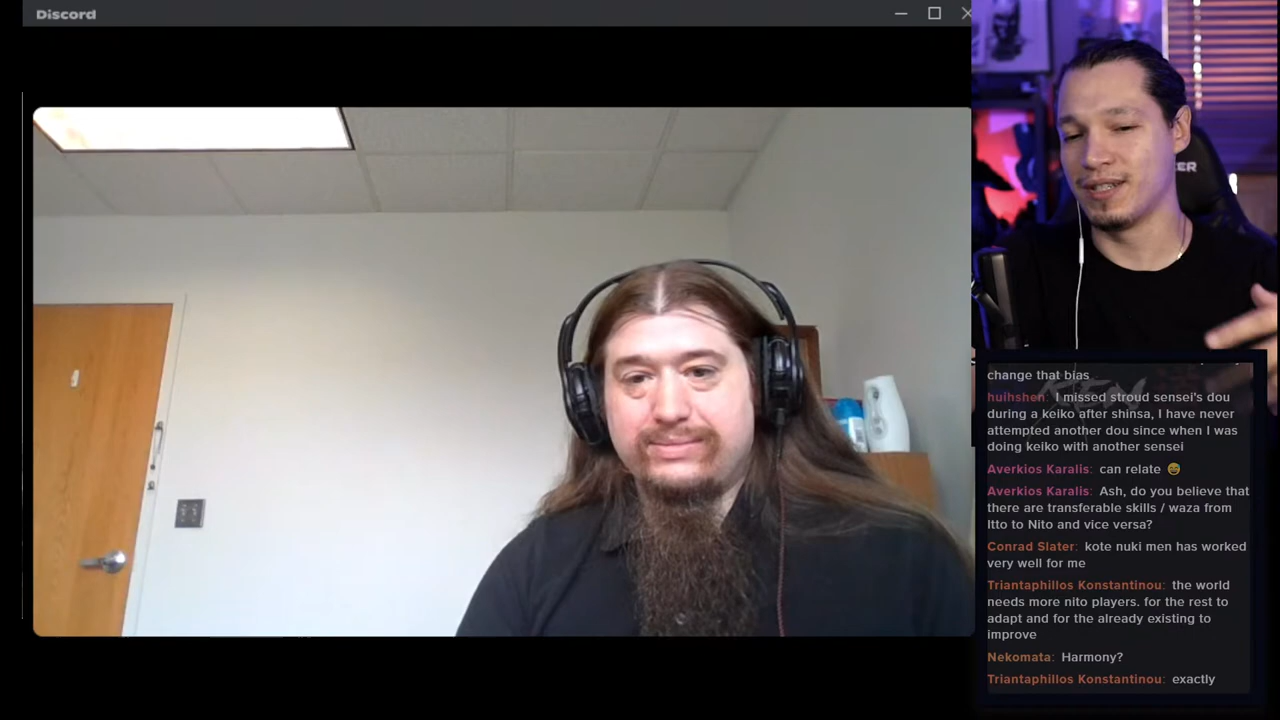 Discord
ER
change that bias
huihshen: I missed stroud sensei's dou
during a keiko after shinsa, I have never
attempted another dou since when I was
doing keiko with another sensei
Averkios Karalis: can relate 😅
Averkios Karalis: Ash, do you believe that
there are transferable skills / waza from
Itto to Nito and vice versa?
Conrad Slater: kote nuki men has worked
very well for me
Triantaphillos Konstantinou: the world
needs more nito players. for the rest to
adapt and for the already existing to
improve
Nekomata: Harmony?
Triantaphillos Konstantinou: exactly